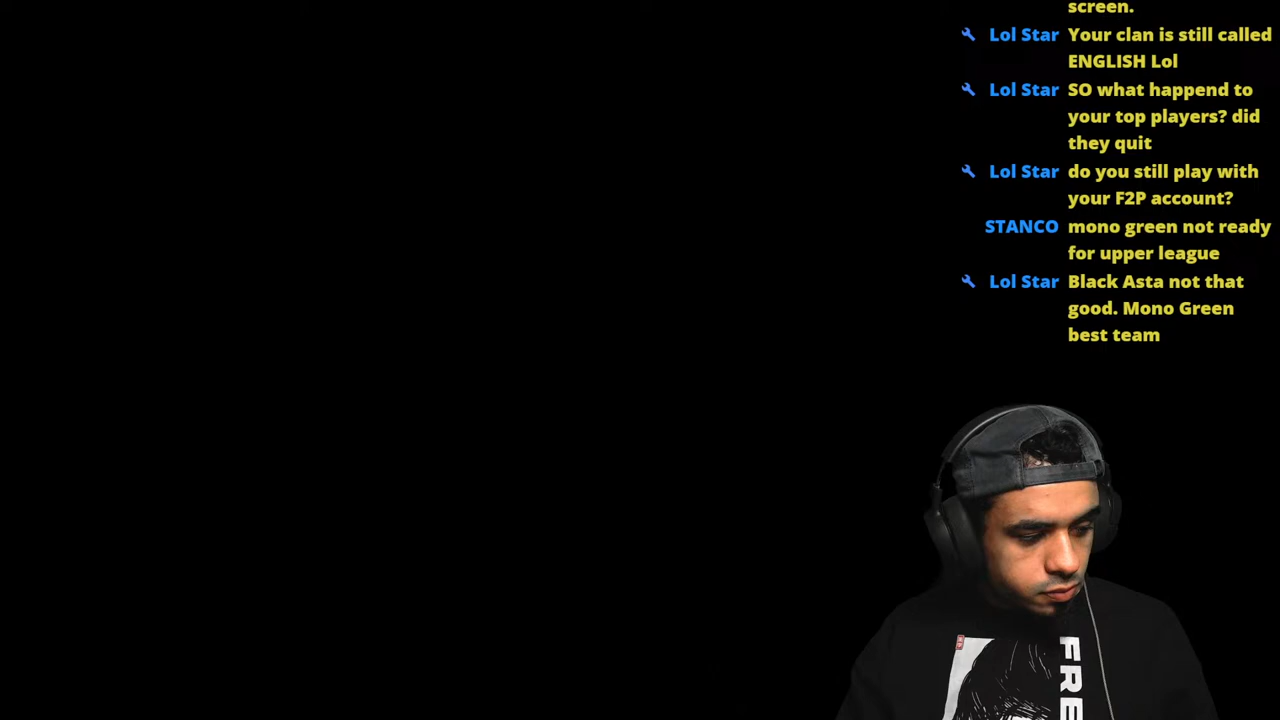 screen.
Lol Star Your clan is still called
ENGLISH Lol
Lol Star SO what happend to
your top players? did
they quit
Lol Star do you still play with
your F2P account?
STANCO mono green not ready
for upper league
Lol Star Black Asta not that
good. Mono Green
best team
FRE